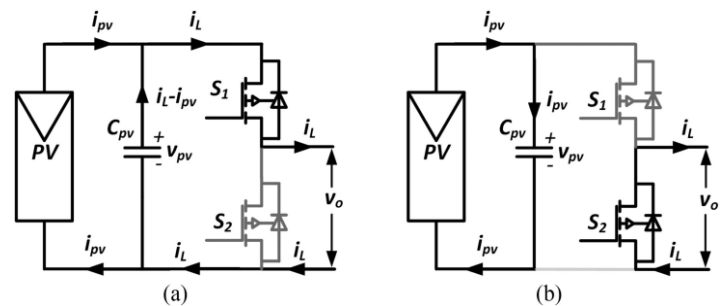 i_pv i_L
i_L-i_pv
S_1
C_pv + v_pv -
PV
i_L
S_2
v_o
i_pv i_L i_L
(a)
i_pv
i_pv
S_1
C_pv + v_pv -
PV
i_L
S_2
v_o
i_pv i_L
(b)